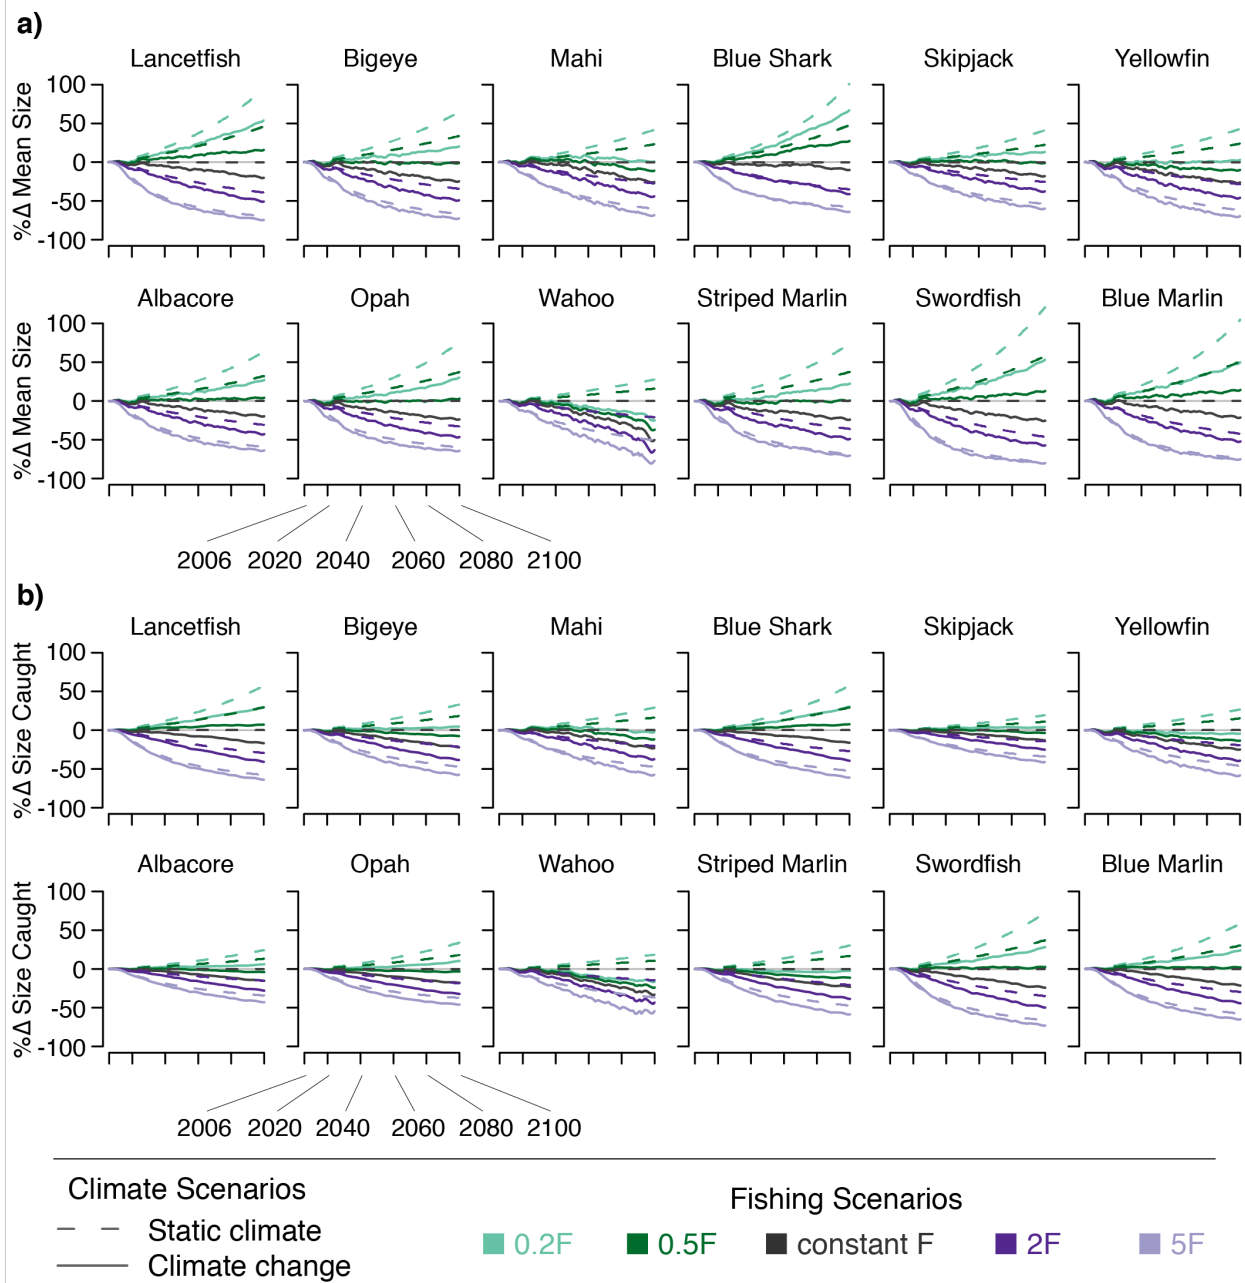 a)
Lancetfish Bigeye Mahi Blue Shark Skipjack Yellowfin
%Δ Mean Size
100
50
0
-50
-100
Albacore Opah Wahoo Striped Marlin Swordfish Blue Marlin
%Δ Mean Size
100
50
0
-50
-100
2006 2020 2040 2060 2080 2100
b)
Lancetfish Bigeye Mahi Blue Shark Skipjack Yellowfin
%Δ Size Caught
100
50
0
-50
-100
Albacore Opah Wahoo Striped Marlin Swordfish Blue Marlin
%Δ Size Caught
100
50
0
-50
-100
2006 2020 2040 2060 2080 2100
Climate Scenarios
Static climate
Climate change
Fishing Scenarios
0.2F 0.5F constant F 2F 5F